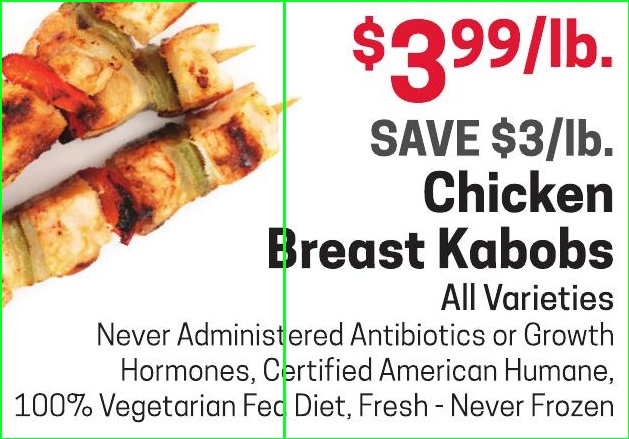 $3.99/lb.
SAVE $3/lb.
Chicken
Breast Kabobs
All Varieties
Never Administered Antibiotics or Growth
Hormones, Certified American Humane,
100% Vegetarian Fed Diet, Fresh - Never Frozen